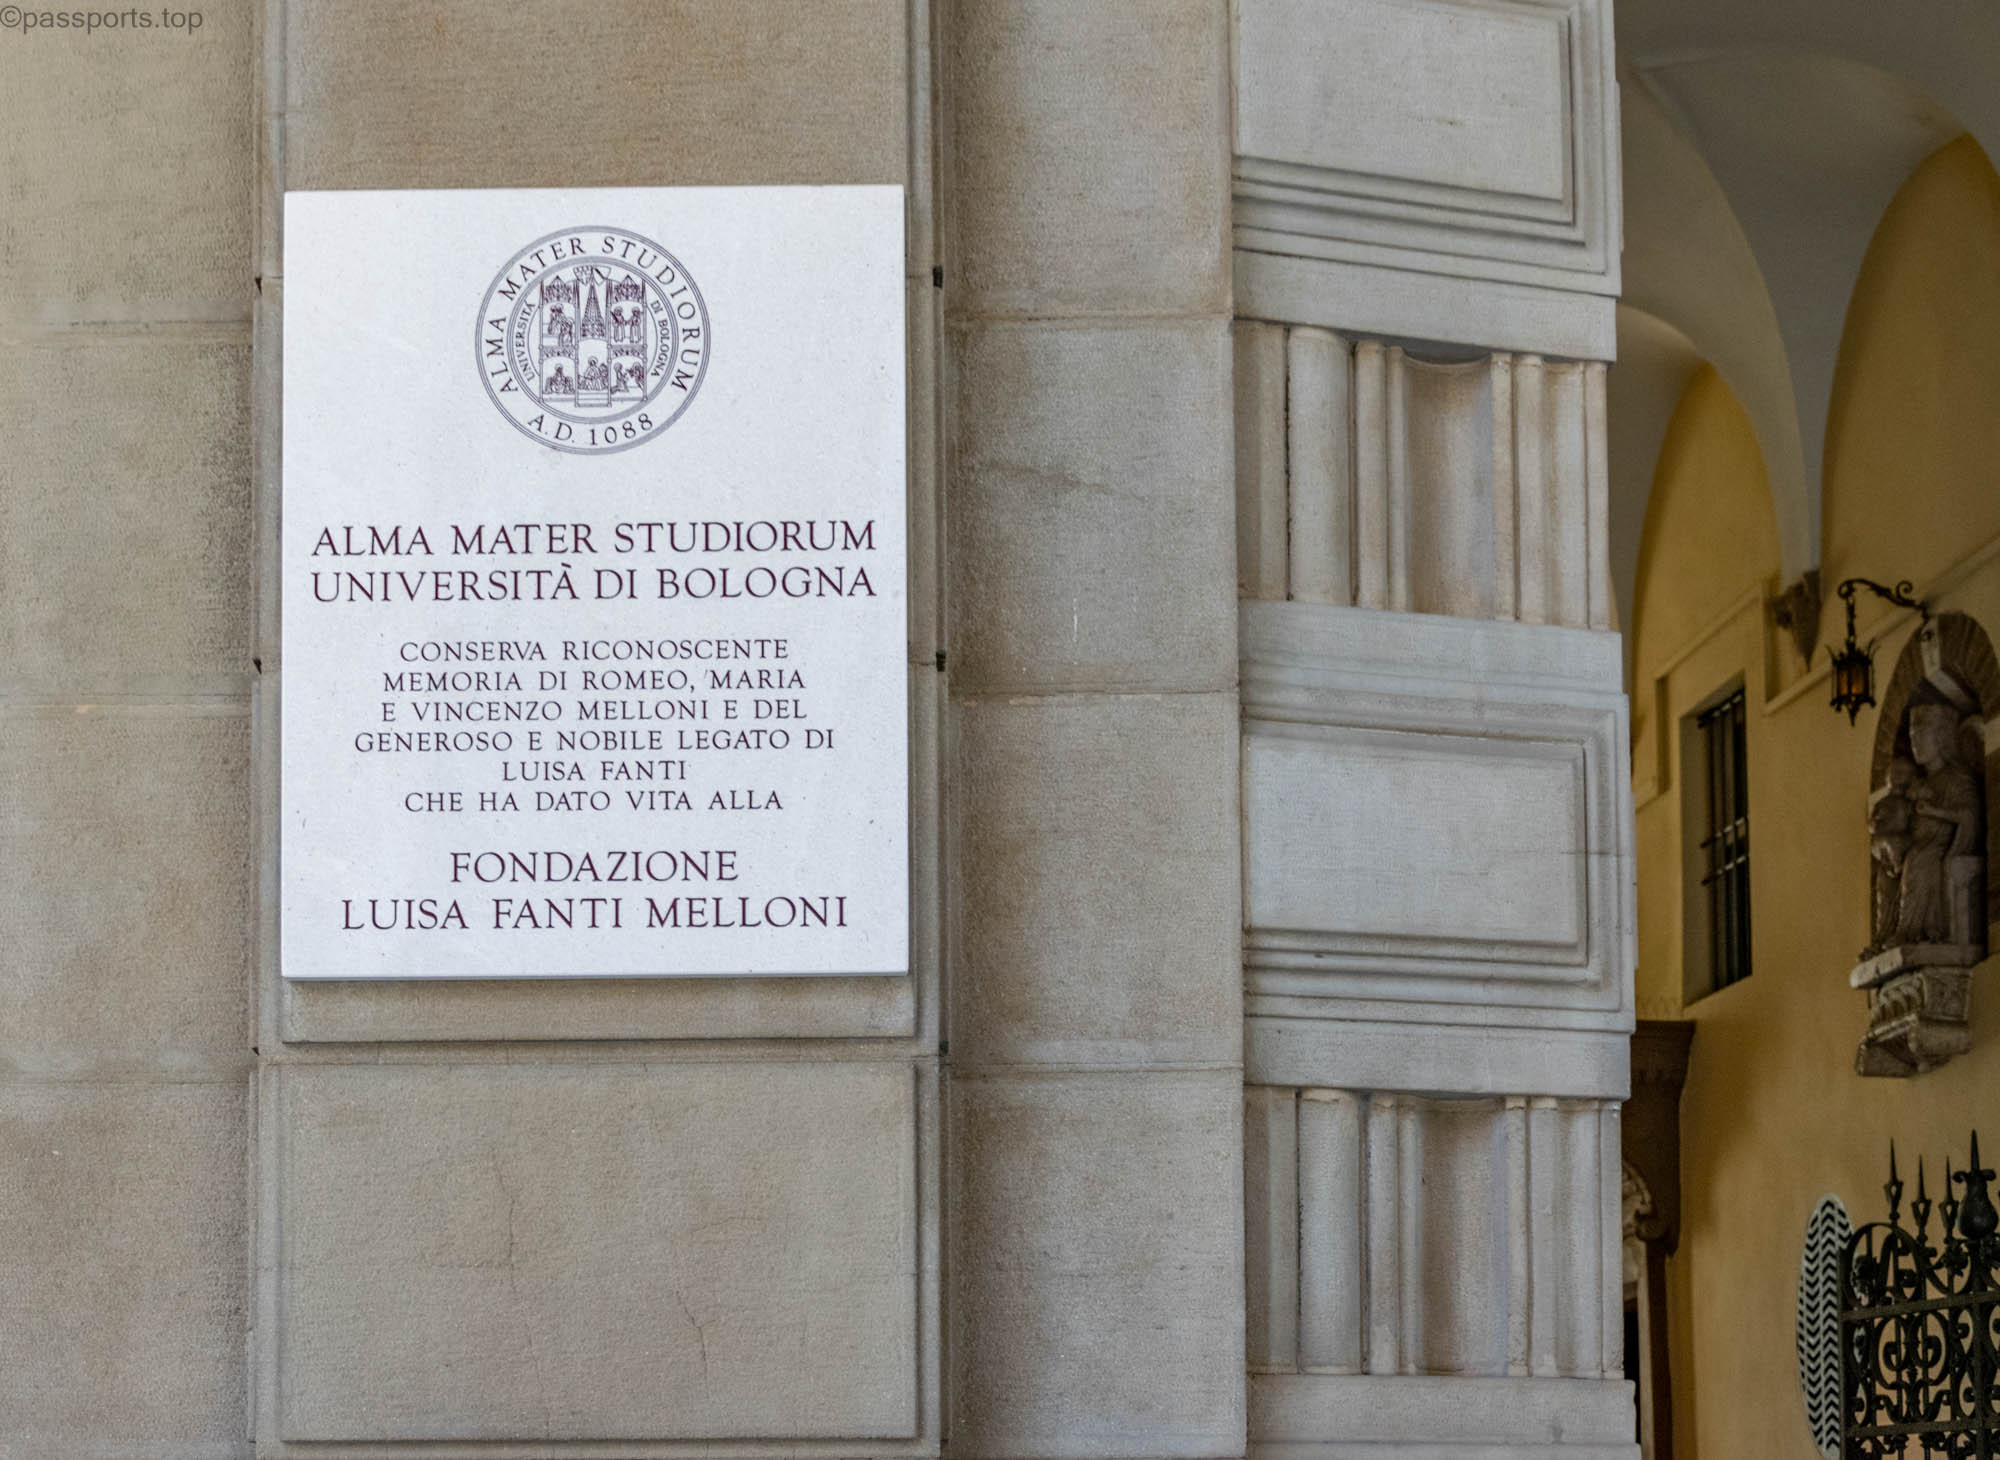 ©passports.top
ALMA MATER STUDIORUM
UNIVERSITÀ DI BOLOGNA
A.D. 1088
ALMA MATER STUDIORUM
UNIVERSITÀ DI BOLOGNA
CONSERVA RICONOSCENTE
MEMORIA DI ROMEO, MARIA
E VINCENZO MELLONI E DEL
GENEROSO E NOBILE LEGATO DI
LUISA FANTI
CHE HA DATO VITA ALLA
FONDAZIONE
LUISA FANTI MELLONI